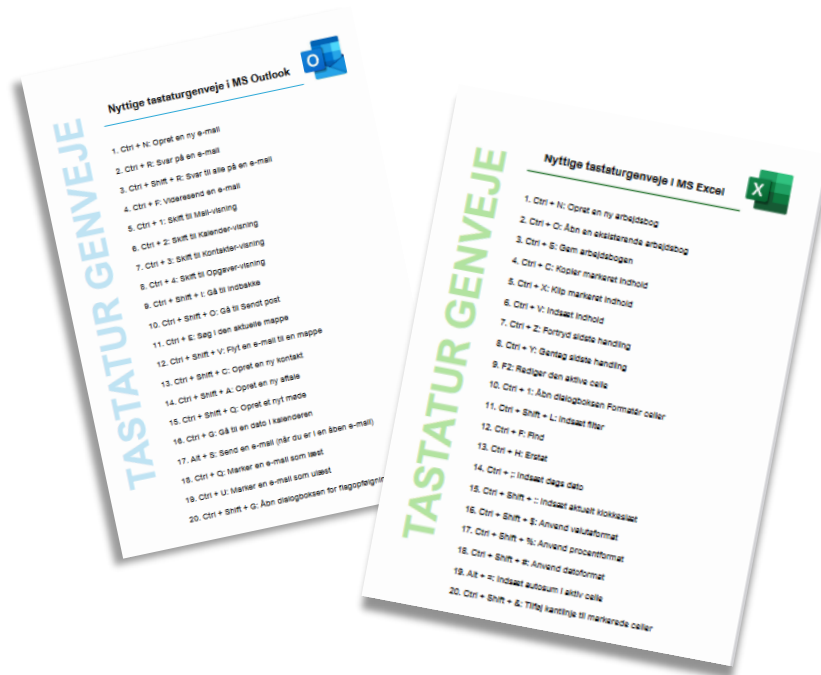 Nyttige tastaturgenveje i MS Outlook
TASTATUR GENVEJE
1. Ctrl + N: Opret en ny e-mail
2. Ctrl + R: Svar på en e-mail
3. Ctrl + Shift + R: Svar til alle på en e-mail
4. Ctrl + F: Videresend en e-mail
5. Ctrl + 1: Skift til Mail-visning
6. Ctrl + 2: Skift til Kalender-visning
7. Ctrl + 3: Skift til Kontakter-visning
8. Ctrl + 4: Skift til Opgaver-visning
9. Ctrl + Shift + I: Gå til Indbakke
10. Ctrl + Shift + O: Gå til Sendt post
11. Ctrl + E: Søg i den aktuelle mappe
12. Ctrl + Shift + V: Flyt en e-mail til en mappe
13. Ctrl + Shift + C: Opret en ny kontakt
14. Ctrl + Shift + A: Opret en ny aftale
15. Ctrl + Shift + Q: Opret et nyt møde
16. Ctrl + G: Gå til en dato i kalenderen
17. Alt + S: Send en e-mail (når du er i en åben e-mail)
18. Ctrl + Q: Marker en e-mail som læst
19. Ctrl + U: Marker en e-mail som ulæst
20. Ctrl + Shift + G: Åbn dialogboksen for flagopfølgnin
Nyttige tastaturgenveje i MS Excel
TASTATUR GENVEJE
1. Ctrl + N: Opret en ny arbejdsbog
2. Ctrl + O: Åbn en eksisterende arbejdsbog
3. Ctrl + S: Gem arbejdsbogen
4. Ctrl + C: Kopier markeret indhold
5. Ctrl + X: Klip markeret indhold
6. Ctrl + V: Indsæt indhold
7. Ctrl + Z: Fortryd sidste handling
8. Ctrl + Y: Gentag sidste handling
9. F2: Rediger den aktive celle
10. Ctrl + 1: Åbn dialogboksen Formatér celler
11. Ctrl + Shift + L: Indsæt filter
12. Ctrl + F: Find
13. Ctrl + H: Erstat
14. Ctrl + ;: Indsæt dags dato
15. Ctrl + Shift + :: Indsæt aktuelt klokkeslæt
16. Ctrl + Shift + $: Anvend valutaformat
17. Ctrl + Shift + %: Anvend procentformat
18. Ctrl + Shift + #: Anvend datoformat
19. Alt + =: Indsæt autosum i aktiv celle
20. Ctrl + Shift + &: Tilføj kantlinje til markerede celler